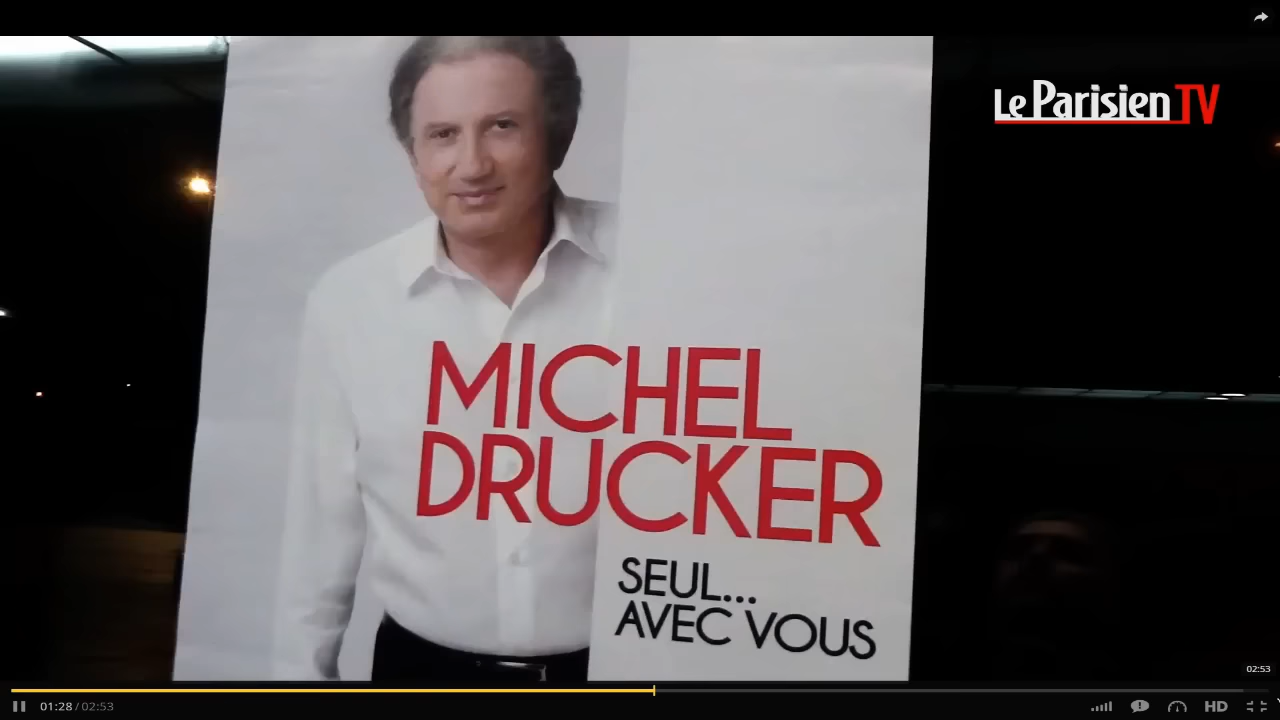 Le Parisien TV
MICHEL
DRUCKER
SEUL...
AVEC VOUS
02:53
01:28 / 02:53
HD